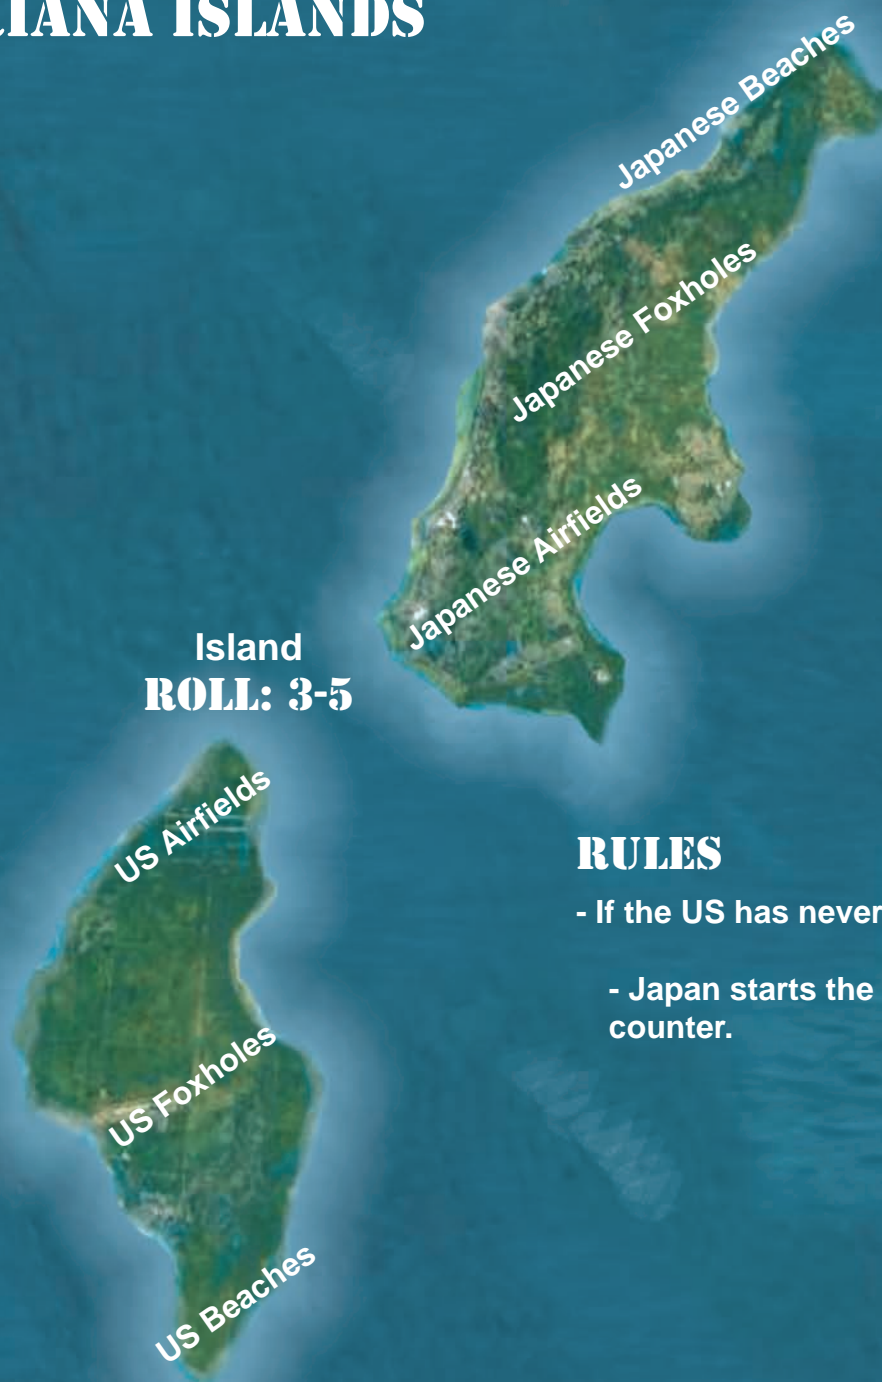 RIANA ISLANDS
Japanese Beaches
Japanese Foxholes
Japanese Airfields
Island
ROLL: 3-5
US Airfields
US Foxholes
US Beaches
RULES
- If the US has never
- Japan starts the
counter.